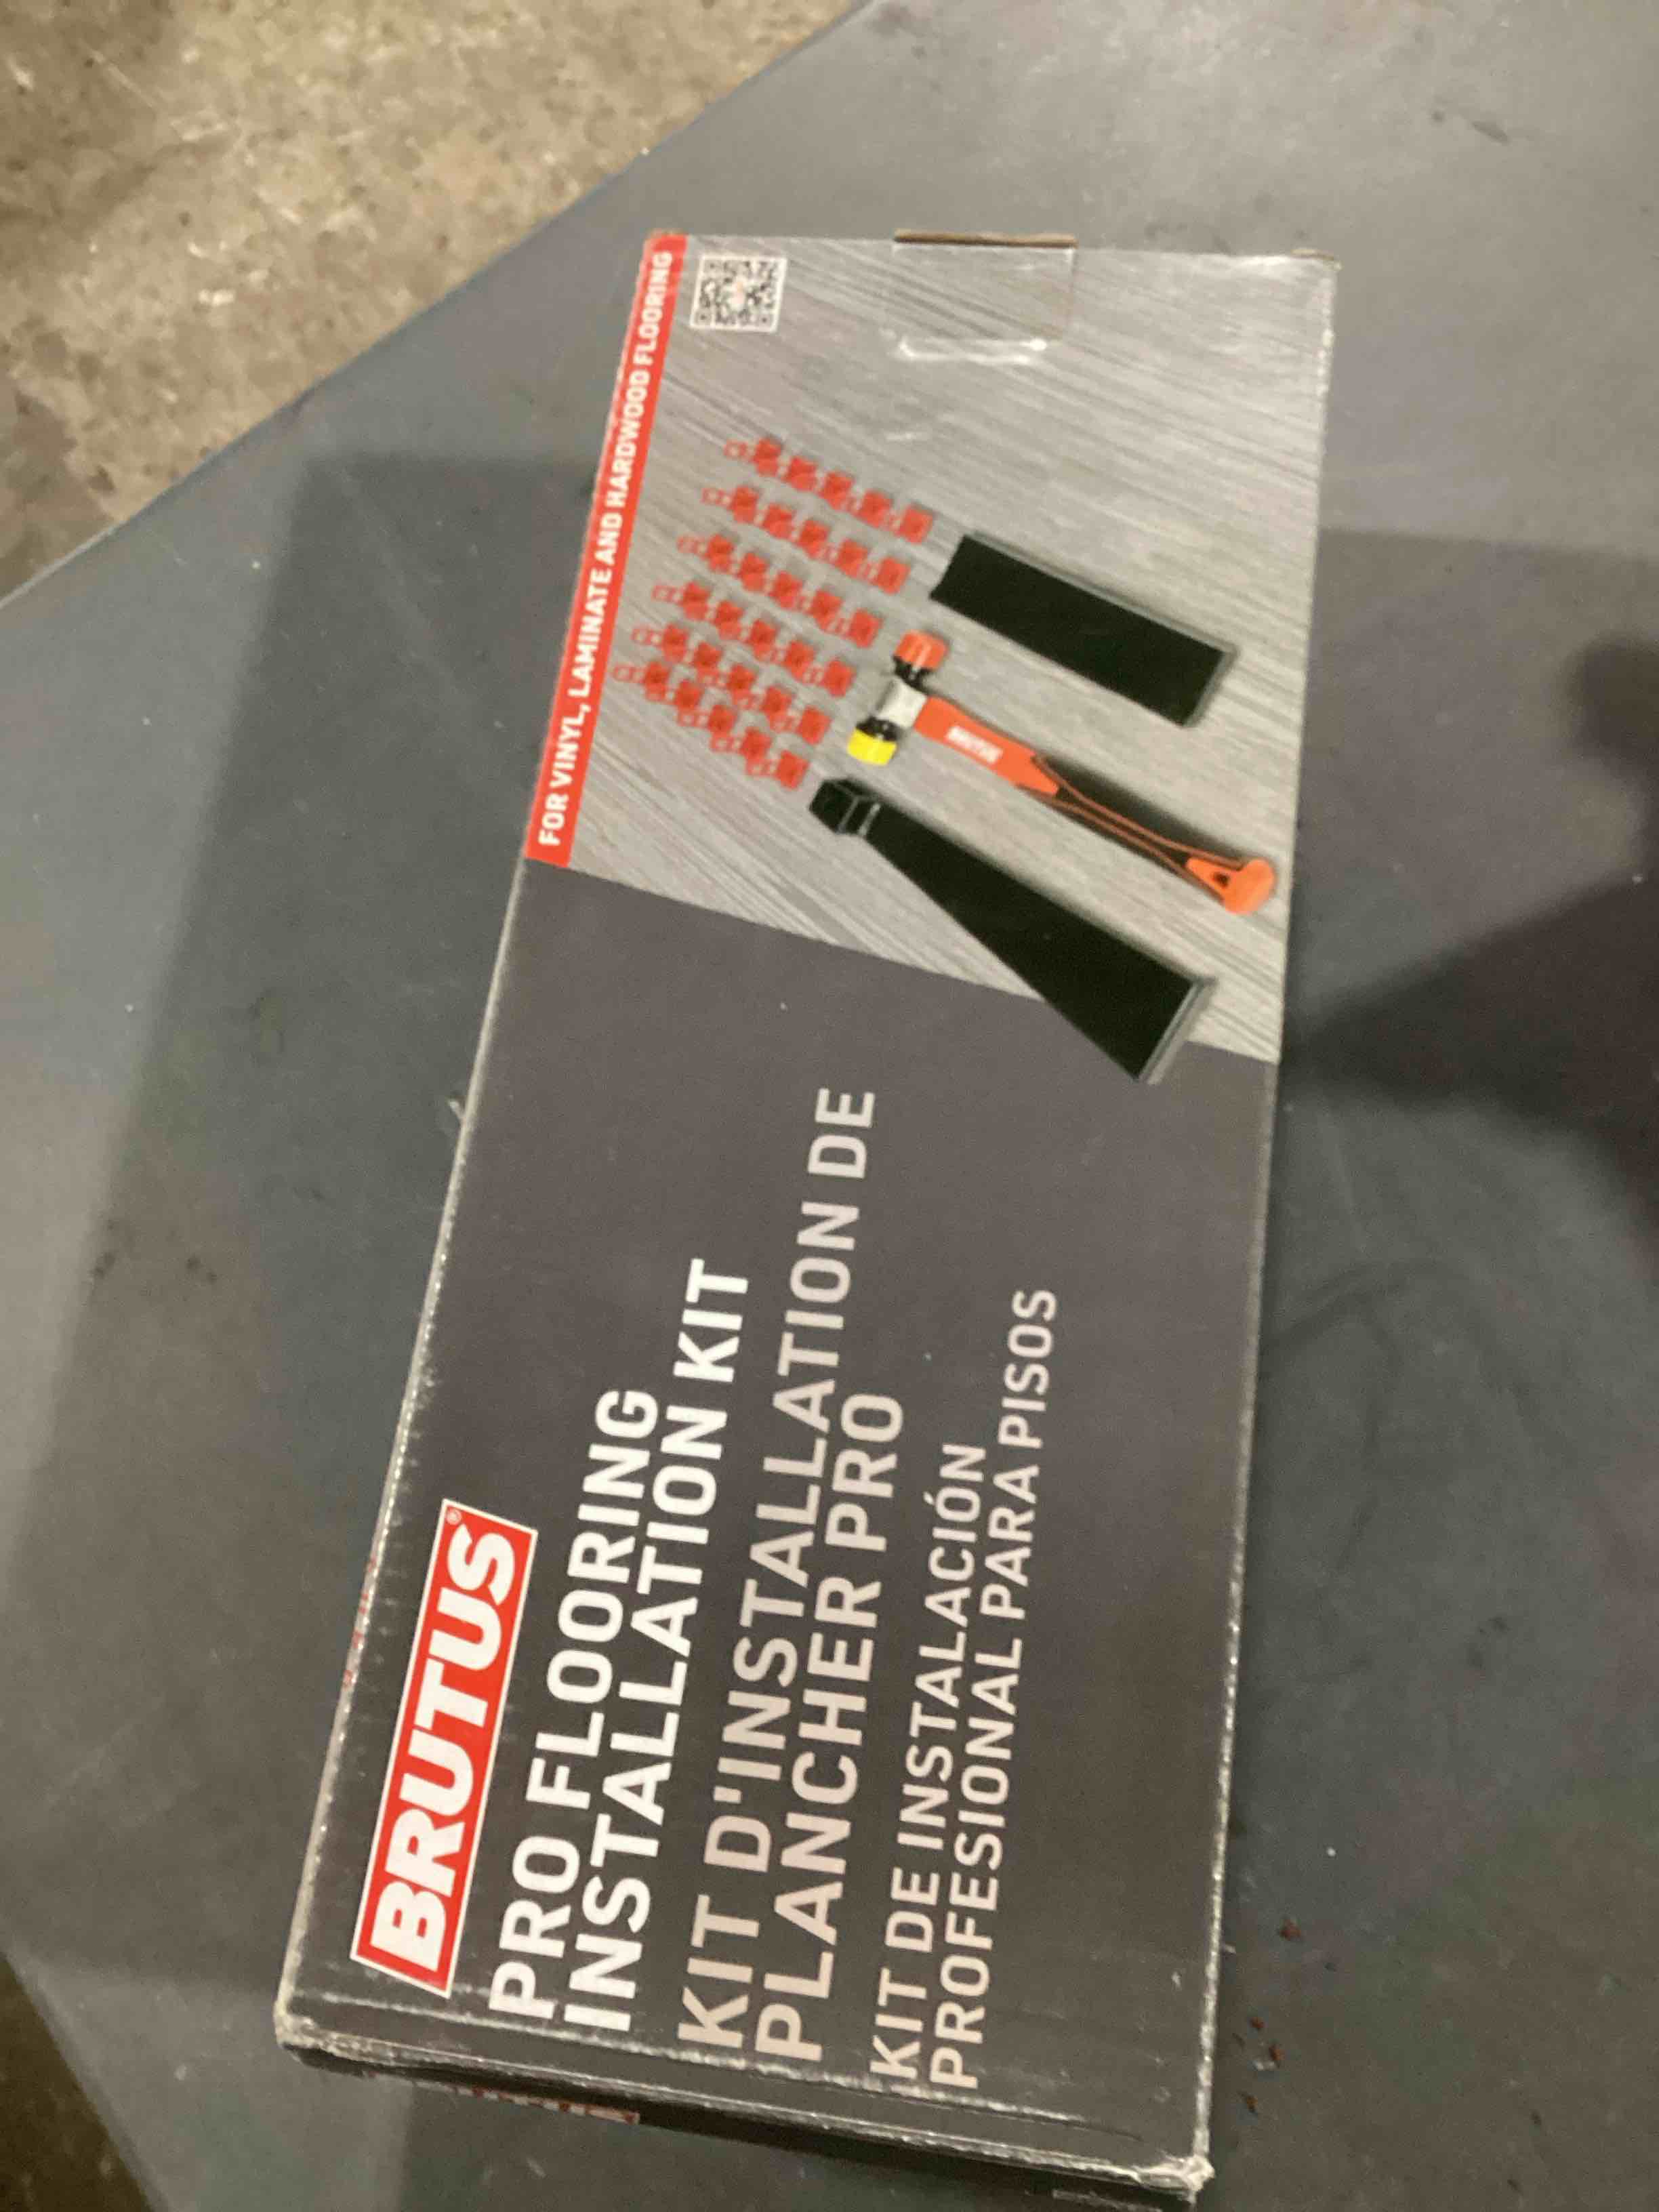 BRUTUS®
PRO FLOORING
INSTALLATION KIT
KIT D'INSTALLATION DE
PLANCHER PRO
KIT DE INSTALACIÓN
PROFESIONAL PARA PISOS
FOR VINYL, LAMINATE AND HARDWOOD FLOORING
BRUTUS